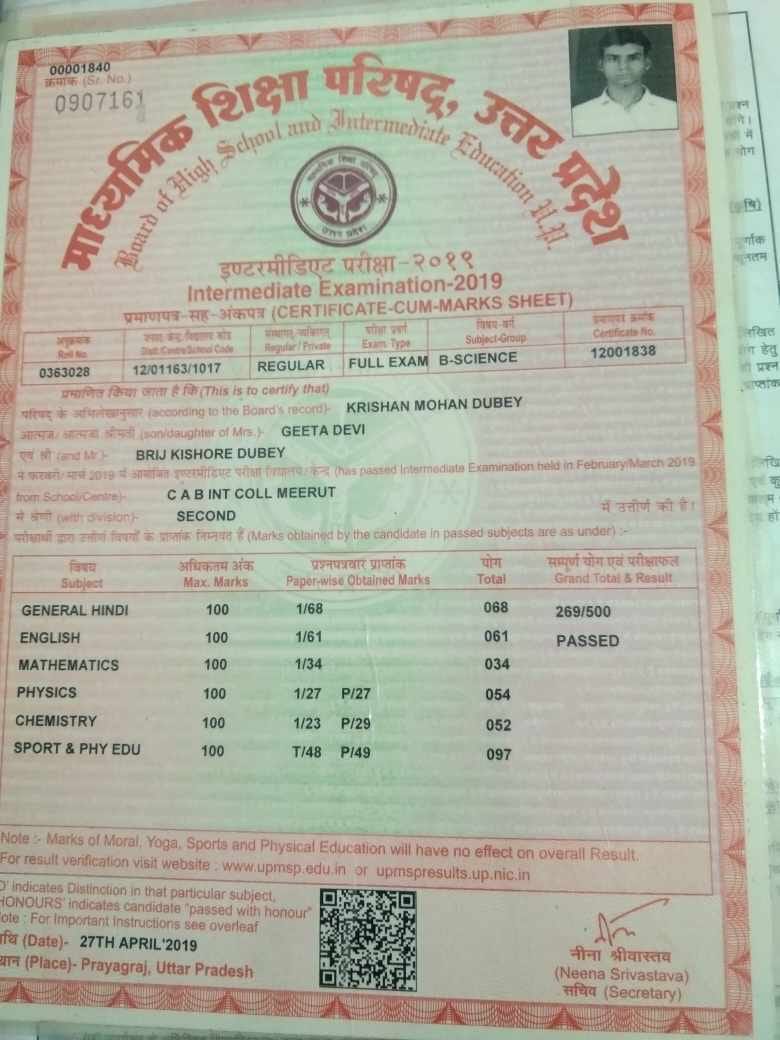 00001840
क्रमांक (Sr. No.)
090716
माध्यमिक शिक्षा परिषद्, उत्तर प्रदेश
Board of High School and Intermediate Education U.P.
इण्टरमीडिएट परीक्षा-२०१९
Intermediate Examination-2019
प्रमाणपत्र-सह-अंकपत्र (CERTIFICATE-CUM-MARKS SHEET)
अनुक्रमांक
Roll No
Dist/Centre/School Code
Regular / Private
परीक्षा प्रकार
Exam. Type
विषय-वर्ग
Subject-Group
प्रमाणपत्र क्रमांक
Certificate No.
0363028 12/01163/1017 REGULAR FULL EXAM B-SCIENCE 12001838
प्रमाणित किया जाता है कि (This is to certify that)
परिषद् के अभिलेखानुसार (according to the Board's record)- KRISHAN MOHAN DUBEY
आत्मज/आत्मजा श्रीमती (son/daughter of Mrs.)- GEETA DEVI
एवं श्री (and Mr.)- BRIJ KISHORE DUBEY
ने फरवरी/मार्च 2019 में आयोजित इण्टरमीडिएट परीक्षा विद्यालय/केन्द्र (has passed Intermediate Examination held in February/March 2019
from School/Centre)- C A B INT COLL MEERUT
से श्रेणी (with division)- SECOND में उत्तीर्ण की है।
परीक्षार्थी द्वारा उत्तीर्ण विषयों के प्राप्तांक निम्नवत हैं (Marks obtained by the candidate in passed subjects are as under) :-
विषय अधिकतम अंक प्रश्नपत्रवार प्राप्तांक योग सम्पूर्ण योग एवं परीक्षाफल
Subject Max. Marks Paper-wise Obtained Marks Total Grand Total & Result
GENERAL HINDI 100 1/68 068 269/500
ENGLISH 100 1/61 061 PASSED
MATHEMATICS 100 1/34 034
PHYSICS 100 1/27 P/27 054
CHEMISTRY 100 1/23 P/29 052
SPORT & PHY EDU 100 T/48 P/49 097
Note :- Marks of Moral, Yoga, Sports and Physical Education will have no effect on overall Result.
For result verification visit website : www.upmsp.edu.in or upmspresults.up.nic.in
D' indicates Distinction in that particular subject,
HONOURS' indicates candidate "passed with honour"
ote : For Important Instructions see overleaf
(Date)- 27TH APRIL'2019
(Place)- Prayagraj, Uttar Pradesh
नीना श्रीवास्तव
(Neena Srivastava)
सचिव (Secretary)